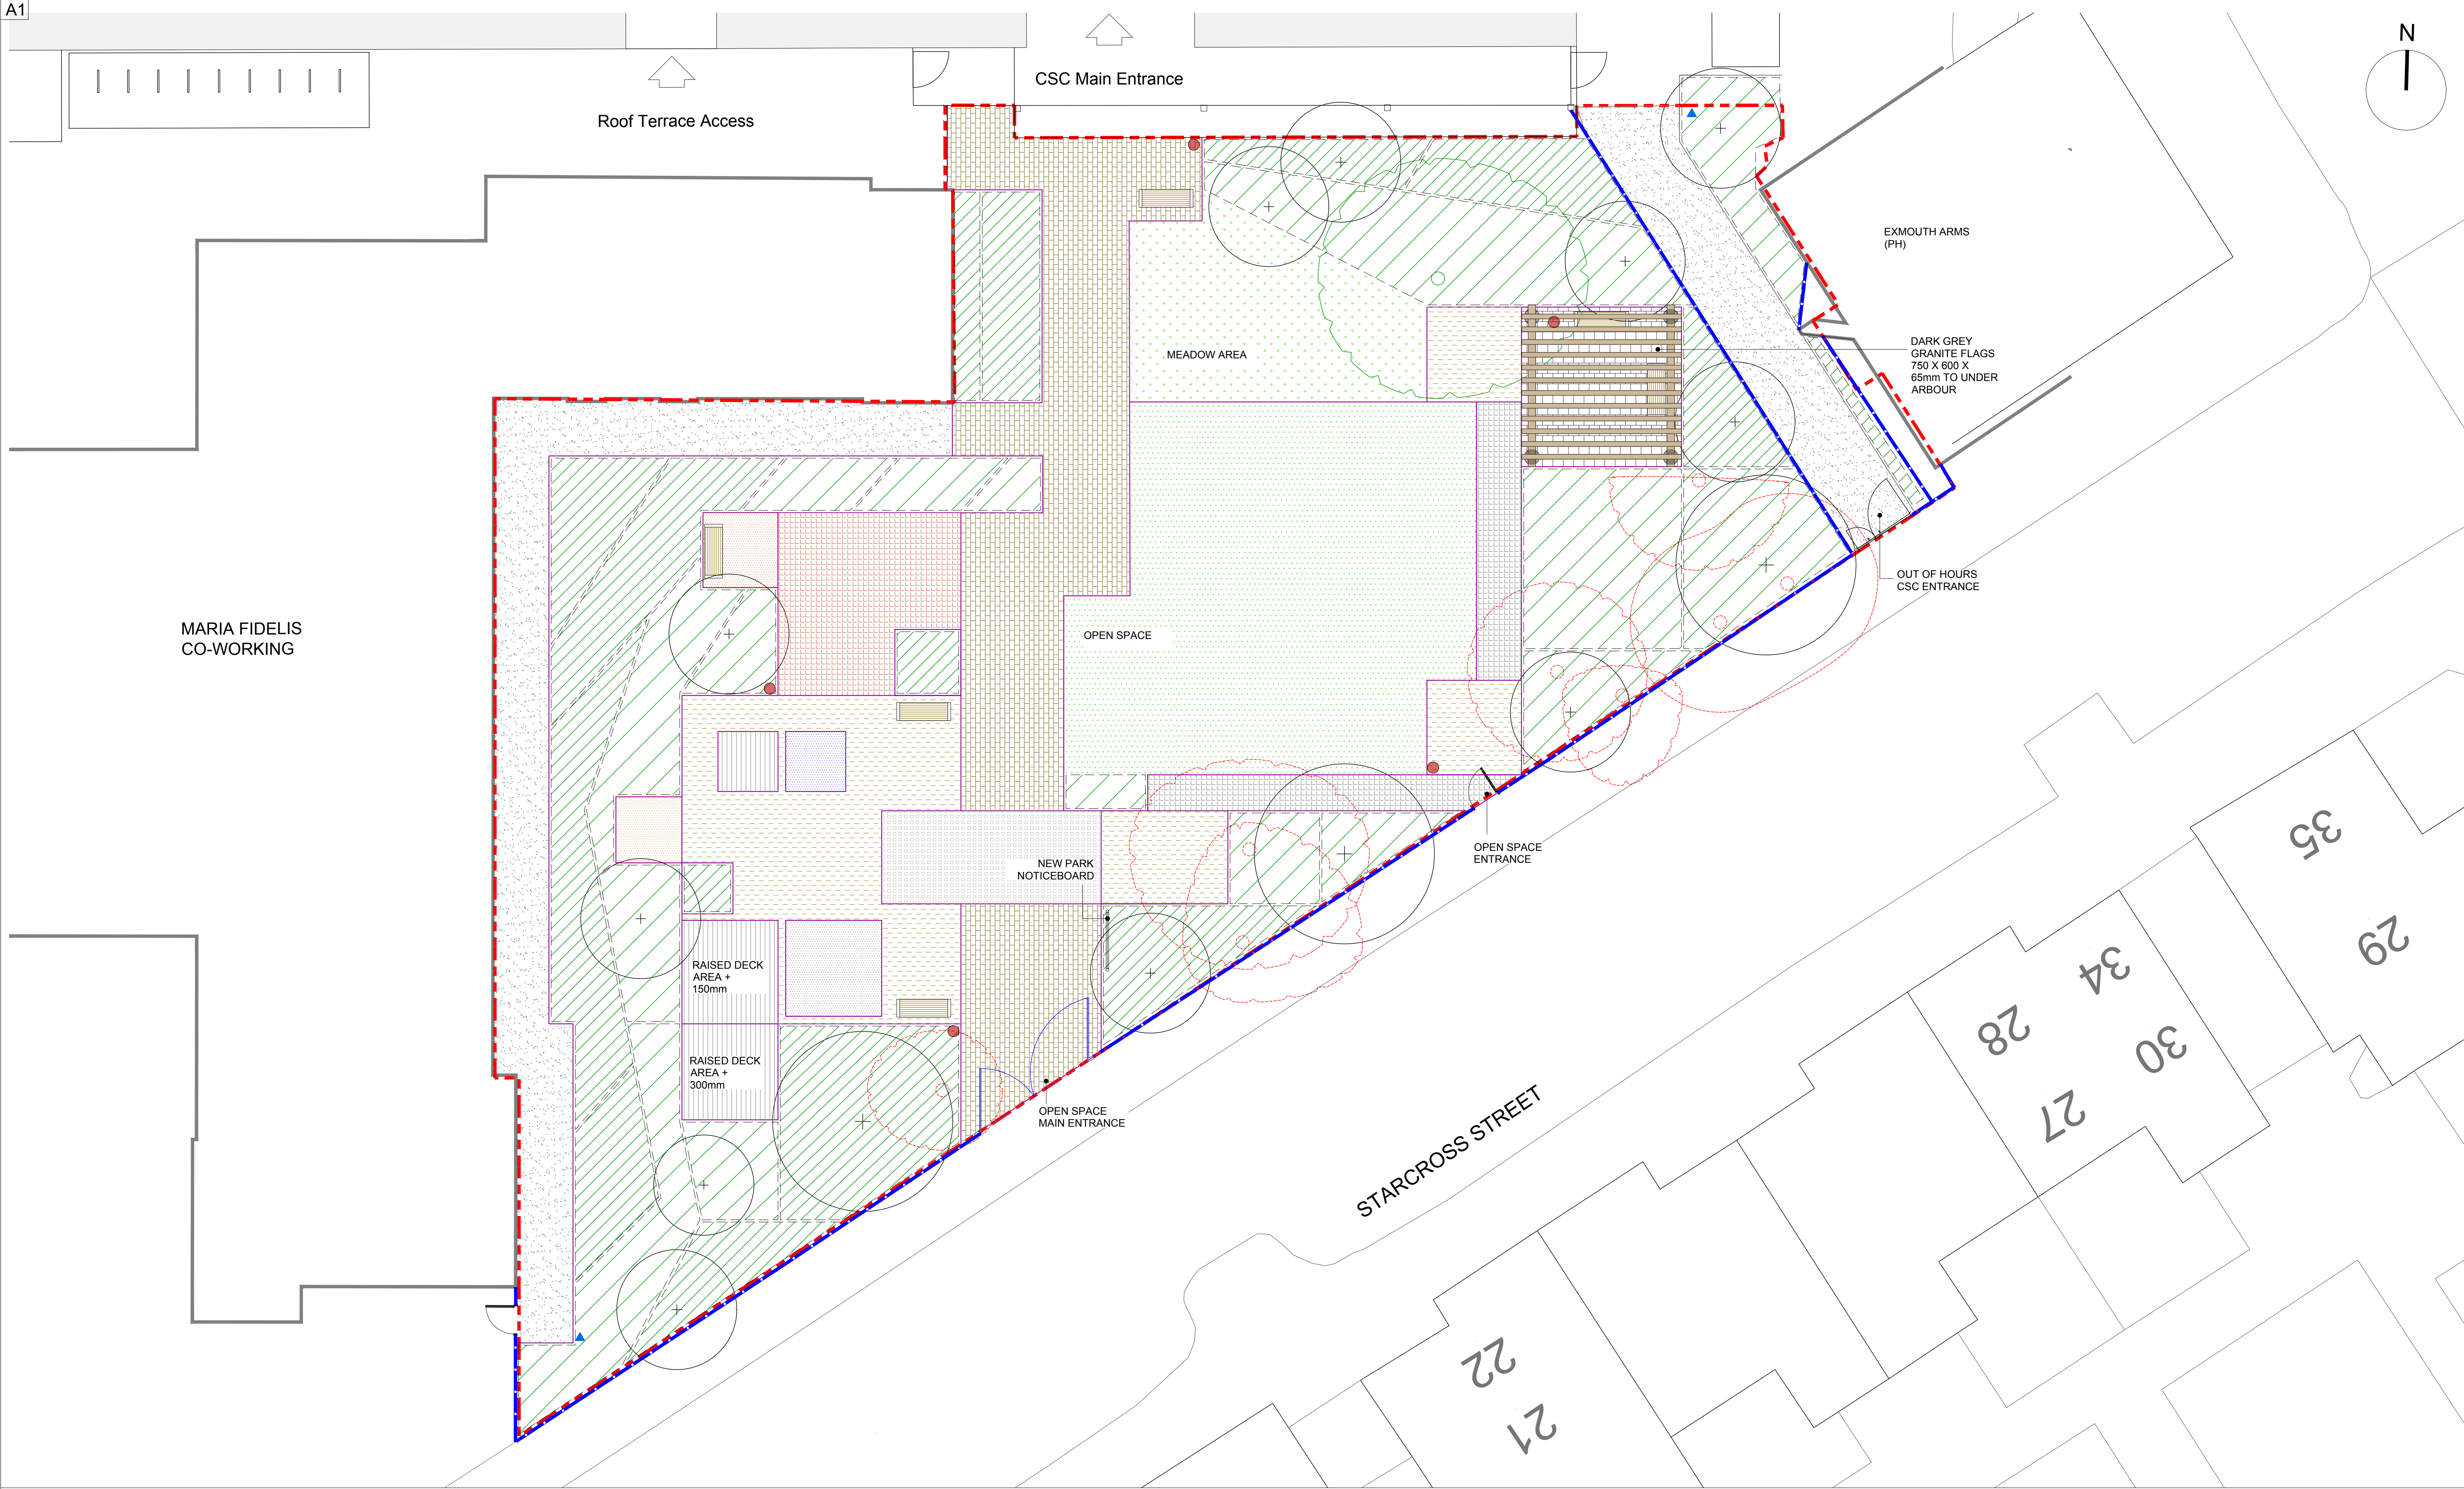 A1
N
CSC Main Entrance
Roof Terrace Access
EXMOUTH ARMS
(PH)
MEADOW AREA
DARK GREY
GRANITE FLAGS
750 X 600 X
65mm TO UNDER
ARBOUR
OUT OF HOURS
CSC ENTRANCE
MARIA FIDELIS
CO-WORKING
OPEN SPACE
NEW PARK
NOTICEBOARD
OPEN SPACE
ENTRANCE
RAISED DECK
AREA +
150mm
RAISED DECK
AREA +
300mm
OPEN SPACE
MAIN ENTRANCE
STARCROSS STREET
35
29
34
28
30
27
22
21